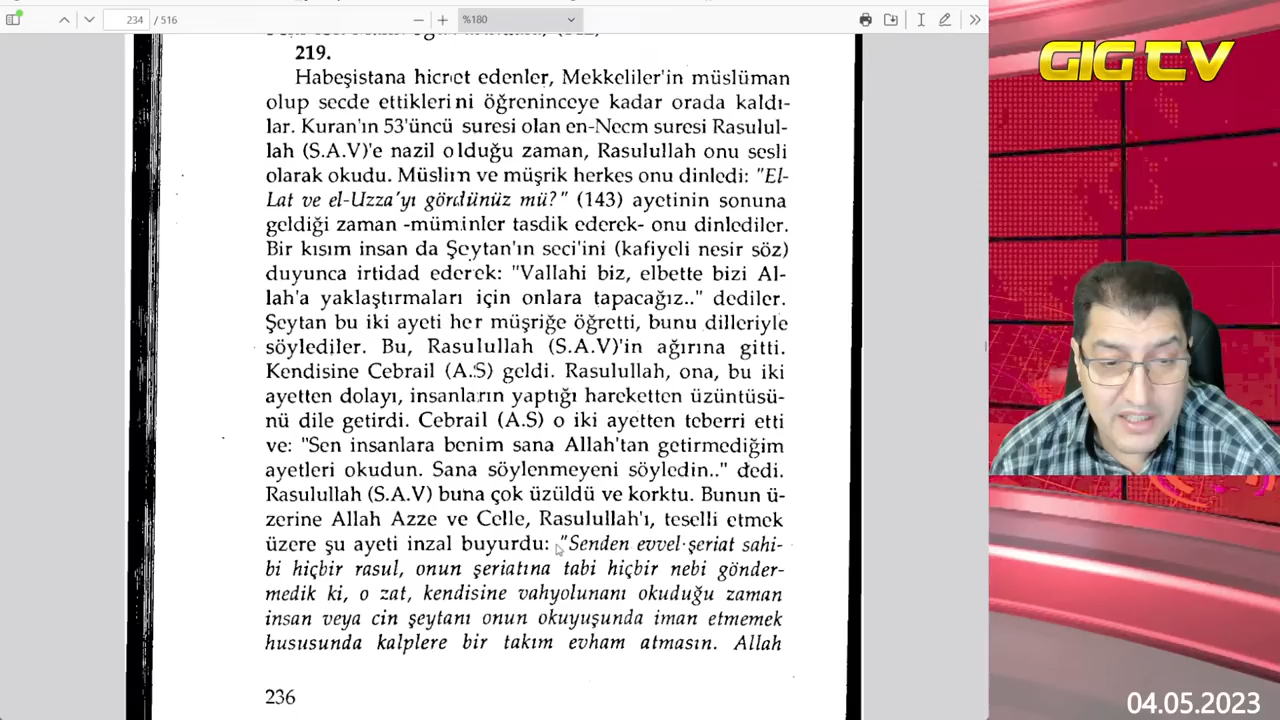 234 / 516
%180
219.
Habeşistana hicret edenler, Mekkeliler'in müslüman
olup secde ettiklerini öğreninceye kadar orada kaldı-
lar. Kuran'ın 53'üncü suresi olan en-Necm suresi Rasulul-
lah (S.A.V)'e nazil olduğu zaman, Rasulullah onu sesli
olarak okudu. Müslim ve müşrik herkes onu dinledi: "El-
Lat ve el-Uzza'yı gördünüz mü?" (143) ayetinin sonuna
geldiği zaman -müminler tasdik ederek- onu dinlediler.
Bir kısım insan da Şeytan'ın seci'ini (kafiyeli nesir söz)
duyunca irtidad ederek: "Vallahi biz, elbette bizi Al-
lah'a yaklaştırmaları için onlara tapacağız.." dediler.
Şeytan bu iki ayeti her müşriğe öğretti, bunu dilleriyle
söylediler. Bu, Rasulullah (S.A.V)'in ağırına gitti.
Kendisine Cebrail (A.S) geldi. Rasulullah, ona, bu iki
ayetten dolayı, insanların yaptığı hareketten üzüntüsü-
nü dile getirdi. Cebrail (A.S) o iki ayetten teberri etti
ve: "Sen insanlara benim sana Allah'tan getirmediğim
ayetleri okudun. Sana söylenmeyeni söyledin.." dedi.
Rasulullah (S.A.V) buna çok üzüldü ve korktu. Bunun ü-
zerine Allah Azze ve Celle, Rasulullah'ı, teselli etmek
üzere şu ayeti inzal buyurdu: "Senden evvel şeriat sahi-
bi hiçbir rasul, onun şeriatına tabi hiçbir nebi gönder-
medik ki, o zat, kendisine vahyolunanı okuduğu zaman
insan veya cin şeytanı onun okuyuşunda iman etmemek
hususunda kalplere bir takım evham atmasın. Allah
236
GIG TV
04.05.2023